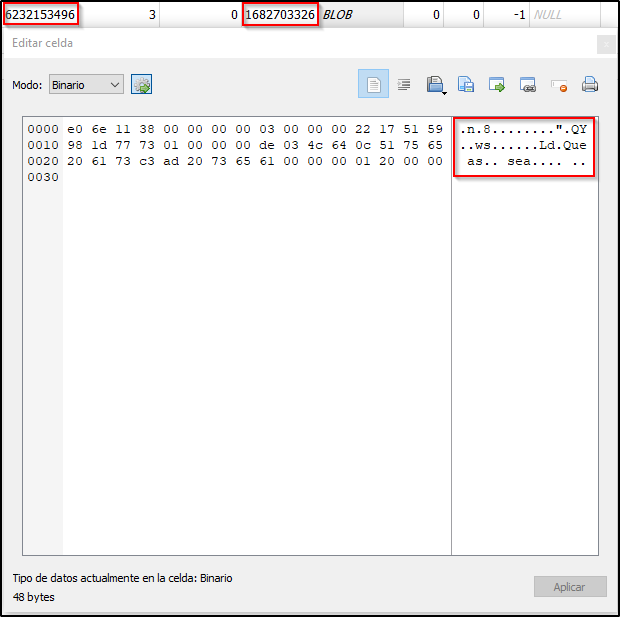 6232153496 3 0 1682703326 BLOB 0 0 -1 NULL
Editar celda
Modo: Binario
0000 e0 6e 11 38 00 00 00 00 03 00 00 00 22 17 51 59 .n.8........".QY
0010 98 1d 77 73 01 00 00 00 de 03 4c 64 0c 51 75 65 ..ws......Ld.Que
0020 20 61 73 c3 ad 20 73 65 61 00 00 00 01 20 00 00 as.. sea.... ..
0030
Tipo de datos actualmente en la celda: Binario
48 bytes
Aplicar